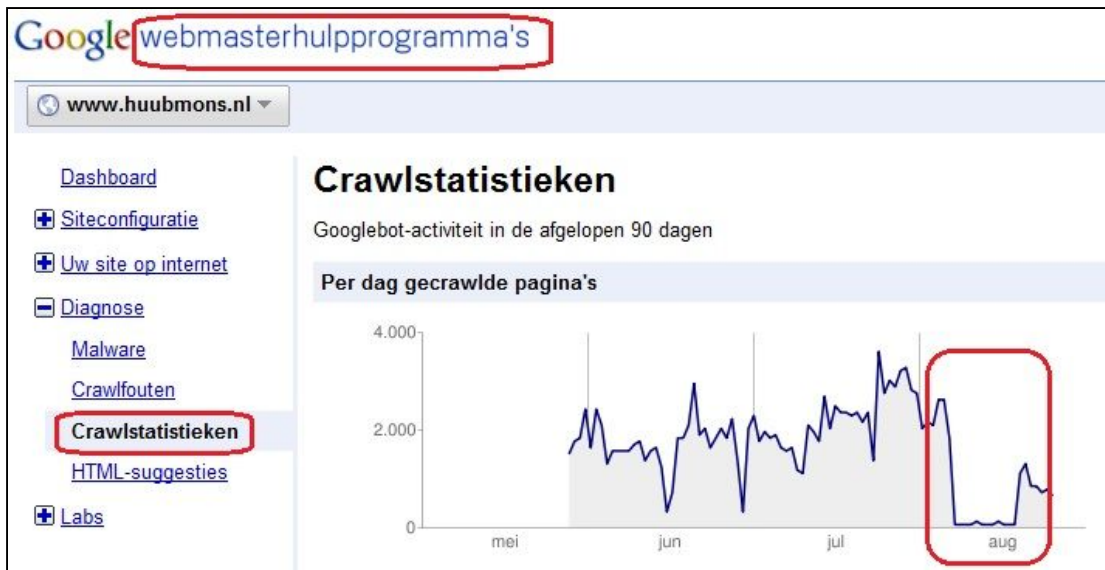 Google webmasterhulpprogramma's
www.huubmons.nl
Dashboard
Siteconfiguratie
Uw site op internet
Diagnose
Malware
Crawlfouten
Crawlstatistieken
HTML-suggesties
Labs
Crawlstatistieken
Googlebot-activiteit in de afgelopen 90 dagen
Per dag gecrawlde pagina's
4.000
2.000
0
mei jun jul aug